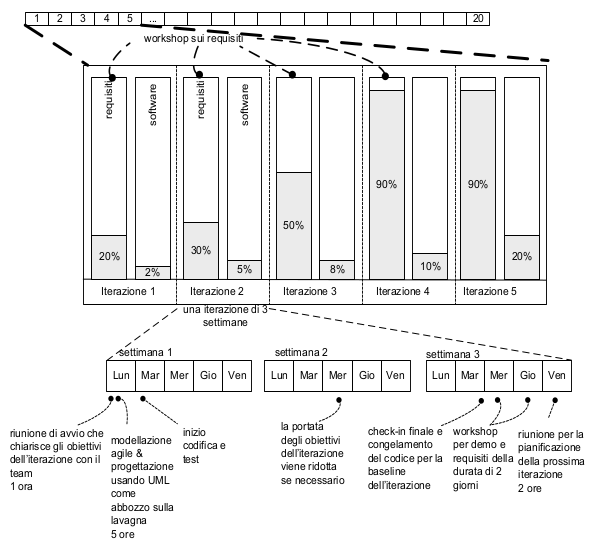 1 2 3 4 5 ... 20
workshop sui requisiti
requisiti
software
requisiti
software
20%
2%
30%
5%
50%
8%
90%
10%
90%
20%
Iterazione 1
Iterazione 2
Iterazione 3
Iterazione 4
Iterazione 5
una iterazione di 3
settimane
settimana 1
Lun Mar Mer Gio Ven
settimana 2
Lun Mar Mer Gio Ven
settimana 3
Lun Mar Mer Gio Ven
riunione di avvio che
chiarisce gli obiettivi
dell'iterazione con il
team
1 ora
modellazione
agile &
progettazione
usando UML
come
abbozzo sulla
lavagna
5 ore
inizio
codifica e
test
la portata
degli obiettivi
dell'iterazione
viene ridotta
se necessario
check-in finale e
congelamento
del codice per la
baseline
dell'iterazione
workshop
per demo e
requisiti della
durata di 2
giorni
riunione per la
pianificazione
della prossima
iterazione
2 ore